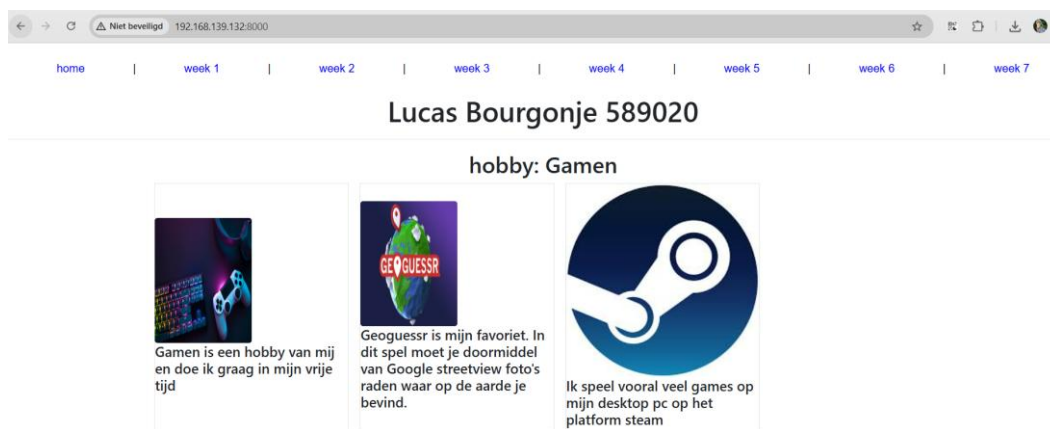 Niet beveiligd 192.168.139.132:8000
home | week 1 | week 2 | week 3 | week 4 | week 5 | week 6 | week 7
Lucas Bourgonje 589020
hobby: Gamen
GEOGUESSR
Gamen is een hobby van mij
en doe ik graag in mijn vrije
tijd
Geoguessr is mijn favoriet. In
dit spel moet je doormiddel
van Google streetview foto's
raden waar op de aarde je
bevind.
Ik speel vooral veel games op
mijn desktop pc op het
platform steam